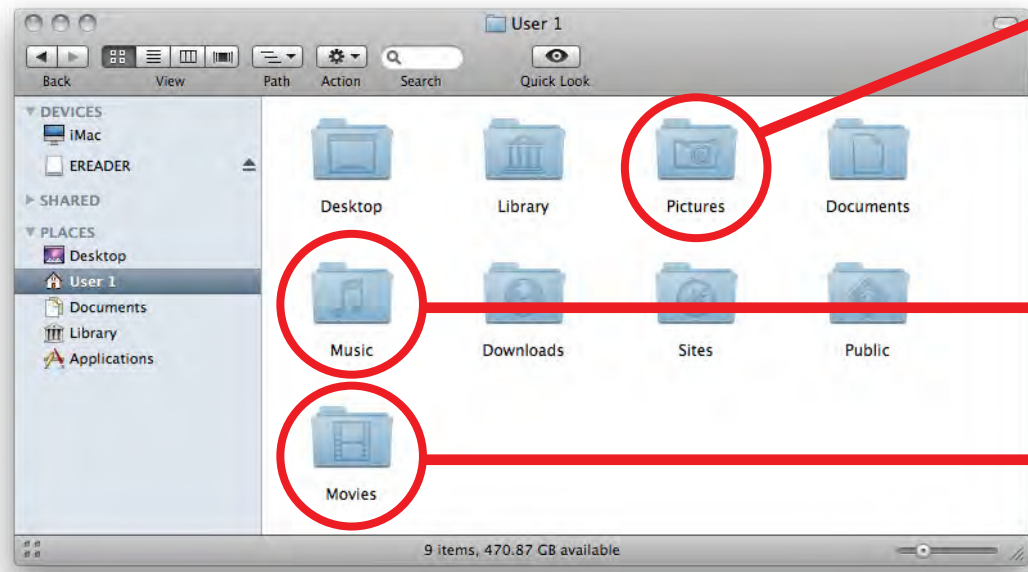 User 1
Back View Path Action Search Quick Look
DEVICES
iMac
EREADER
SHARED
PLACES
Desktop
User 1
Documents
Library
Applications
Desktop Library Pictures Documents
Music Downloads Sites Public
Movies
9 items, 470.87 GB available